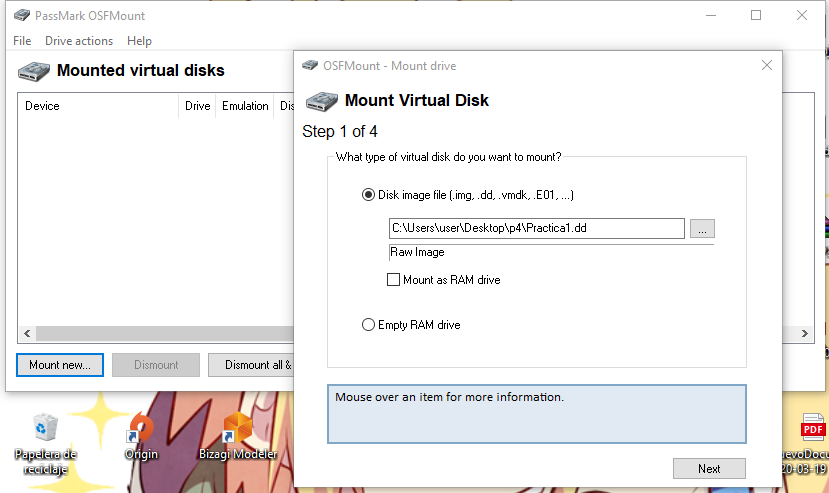 PassMark OSFMount
File Drive actions Help
Mounted virtual disks
Device Drive Emulation
Mount new... Dismount Dismount all &
OSFMount - Mount drive
Mount Virtual Disk
Step 1 of 4
What type of virtual disk do you want to mount?
Disk image file (.img, .dd, .vmdk, .E01, ...)
C:\Users\user\Desktop\p4\Practica1.dd
...
Raw Image
Mount as RAM drive
Empty RAM drive
Mouse over an item for more information.
Next
Papelera de
reciclaje
Origin
Bizagi Modeler
PDF
evoDocu
20-03-19